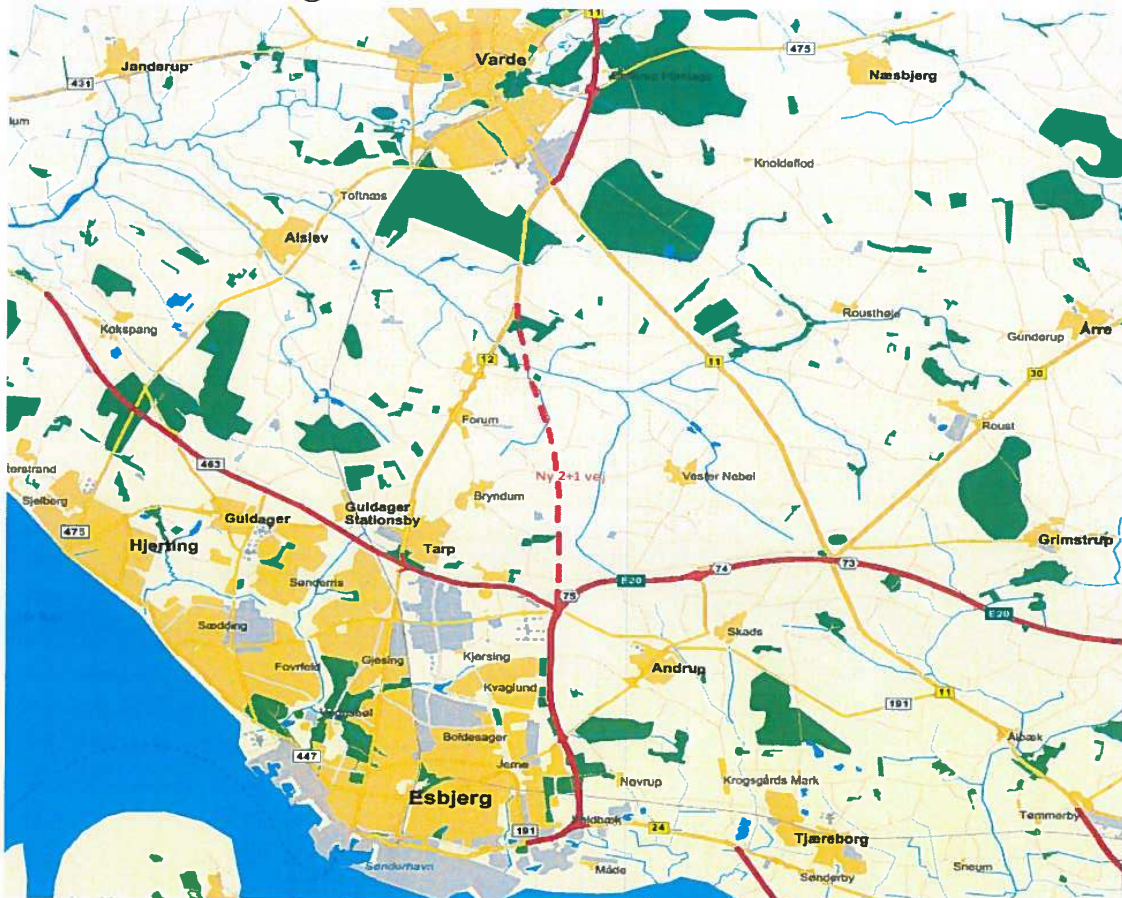 11
475
Varde
Janderup
Næsbjerg
431
lum
Knoldeflod
Toftnæs
Alslev
Rousthøje
Kokspang
Gunderup
Årre
12
11
30
Forum
Roust
463
Ny 2+1 vej
Vester Nebel
terstrand
Sjelborg
Bryndum
Guldager
Stationsby
Guldager
475
Hjerting
Tarp
Grimstrup
74
73
E20
Sønderris
75
E20
Sædding
Skads
Kjersing
Fovrfeld
Gjesing
Andrup
Kvaglund
11
191
Boldesager
Ålbæk
447
Jerne
Novrup
Krogsgårds Mark
Esbjerg
Tømmerby
191
24
Tjæreborg
Sønderhavn
Måde
Sneum
Sønderby